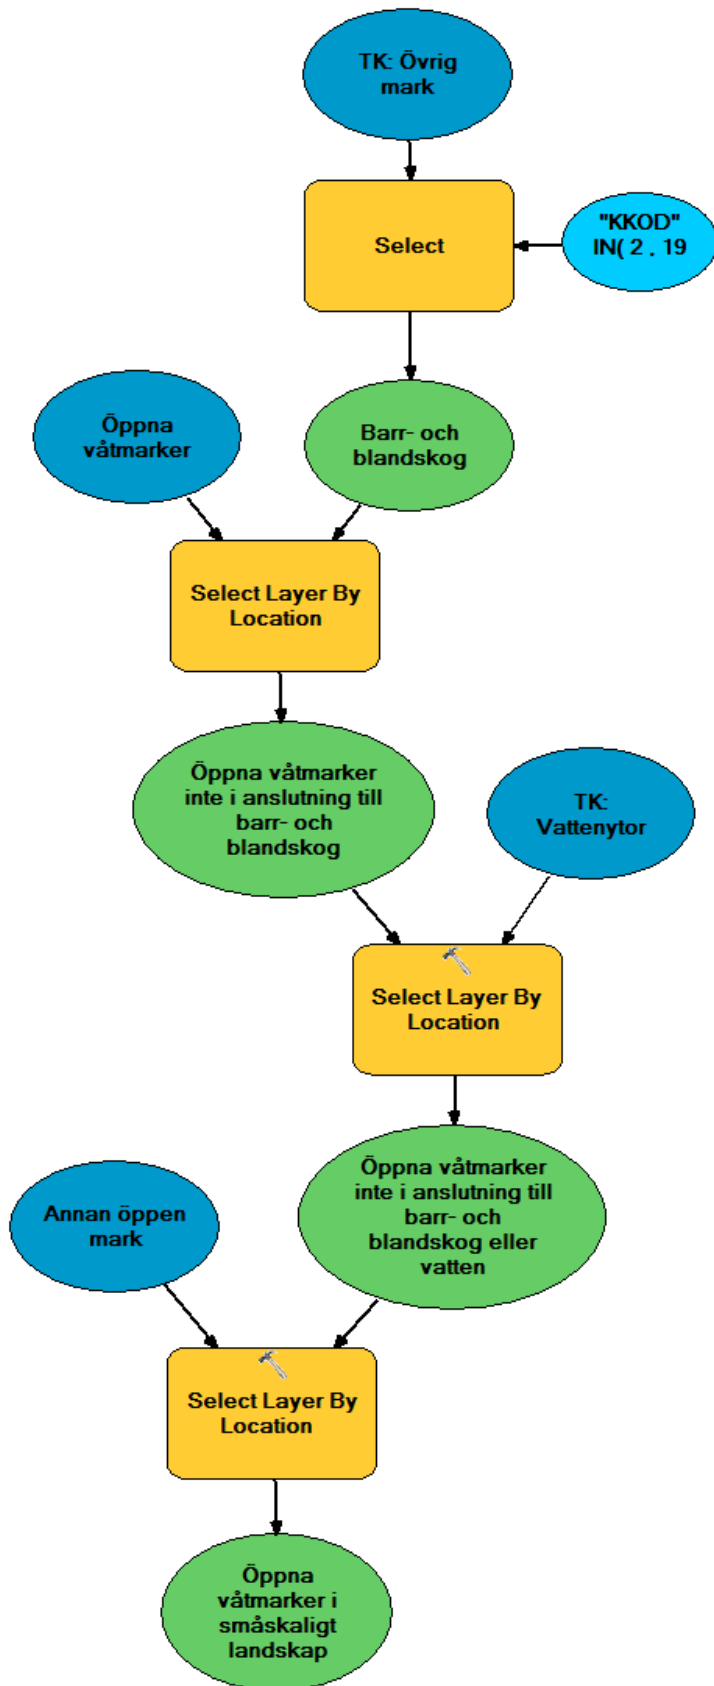 TK: Övrig
mark
Select
"KKOD"
IN( 2 , 19
Öppna
våtmarker
Barr- och
blandskog
Select Layer By
Location
Öppna våtmarker
inte i anslutning till
barr- och
blandskog
TK:
Vattenytor
Select Layer By
Location
Annan öppen
mark
Öppna våtmarker
inte i anslutning till
barr- och
blandskog eller
vatten
Select Layer By
Location
Öppna
våtmarker i
småskaligt
landskap